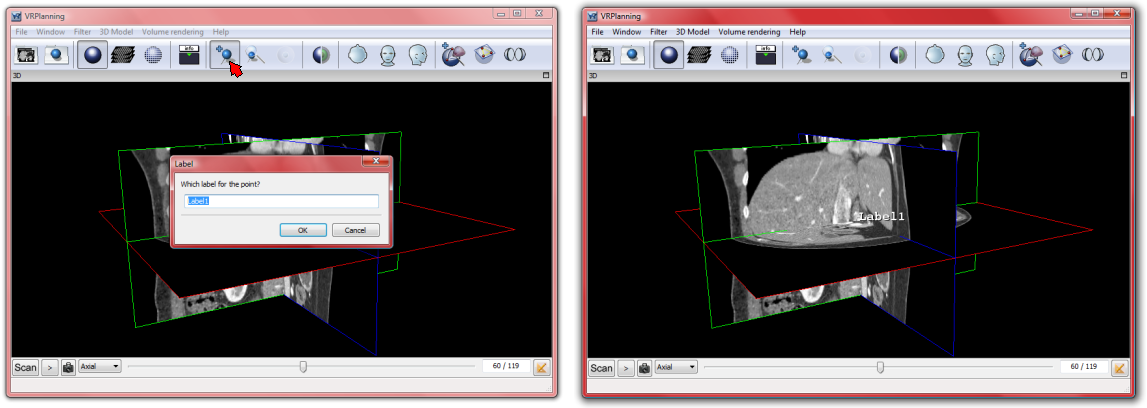 VRPlanning
File Window Filter 3D Model Volume rendering Help
info
3D
Label
Which label for the point?
Label1
OK Cancel
Scan > Axial 60 / 119
VRPlanning
File Window Filter 3D Model Volume rendering Help
info
3D
Label1
Scan > Axial 60 / 119